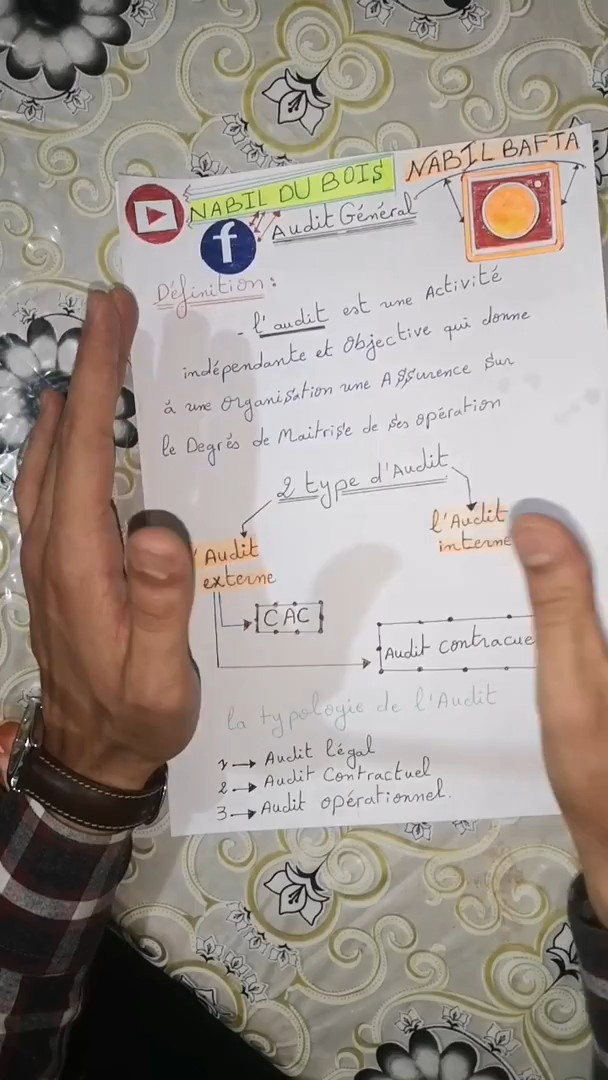 NABIL DU BOIS
NABIL BAFTA
f
Audit Général
Définition :
- l'audit est une Activité
indépendante et Objective qui donne
à une Organisation une ASSurence Sur
le Degrés de Maitrise de ses opération
2 type d'Audit
Audit
externe
l'Audit
interne
CAC
Audit contracue
la typologie de l'Audit
1 → Audit légal
2 → Audit Contractuel
3 → Audit opérationnel.